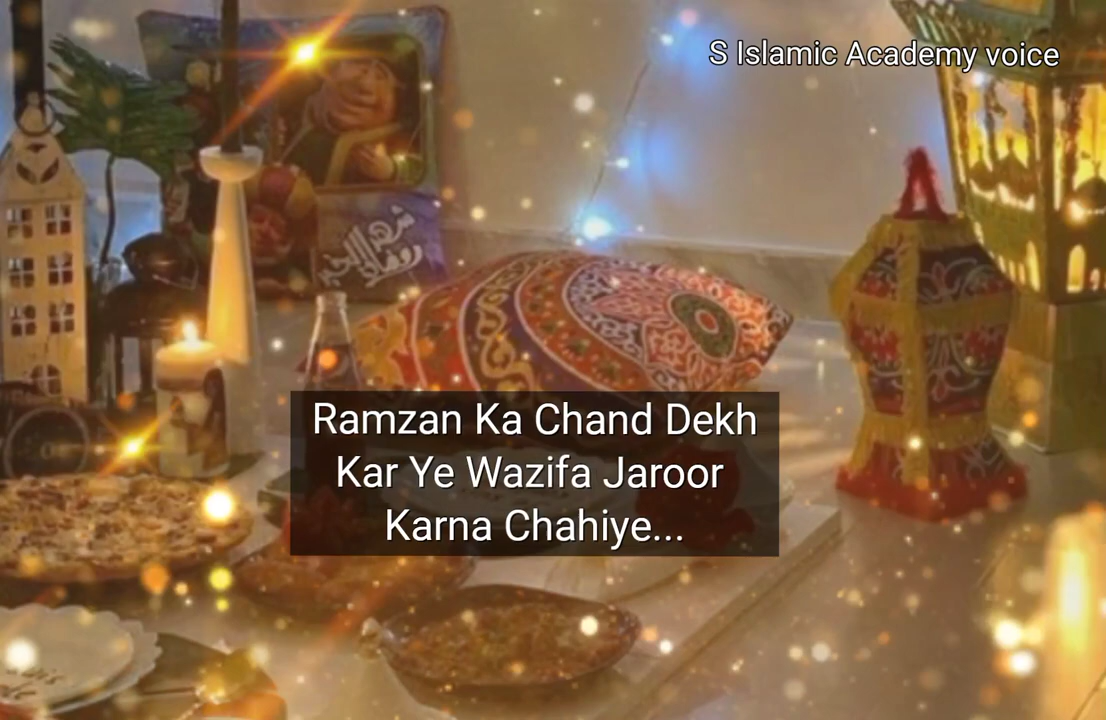 S Islamic Academy voice
Ramzan Ka Chand Dekh
Kar Ye Wazifa Jaroor
Karna Chahiye...